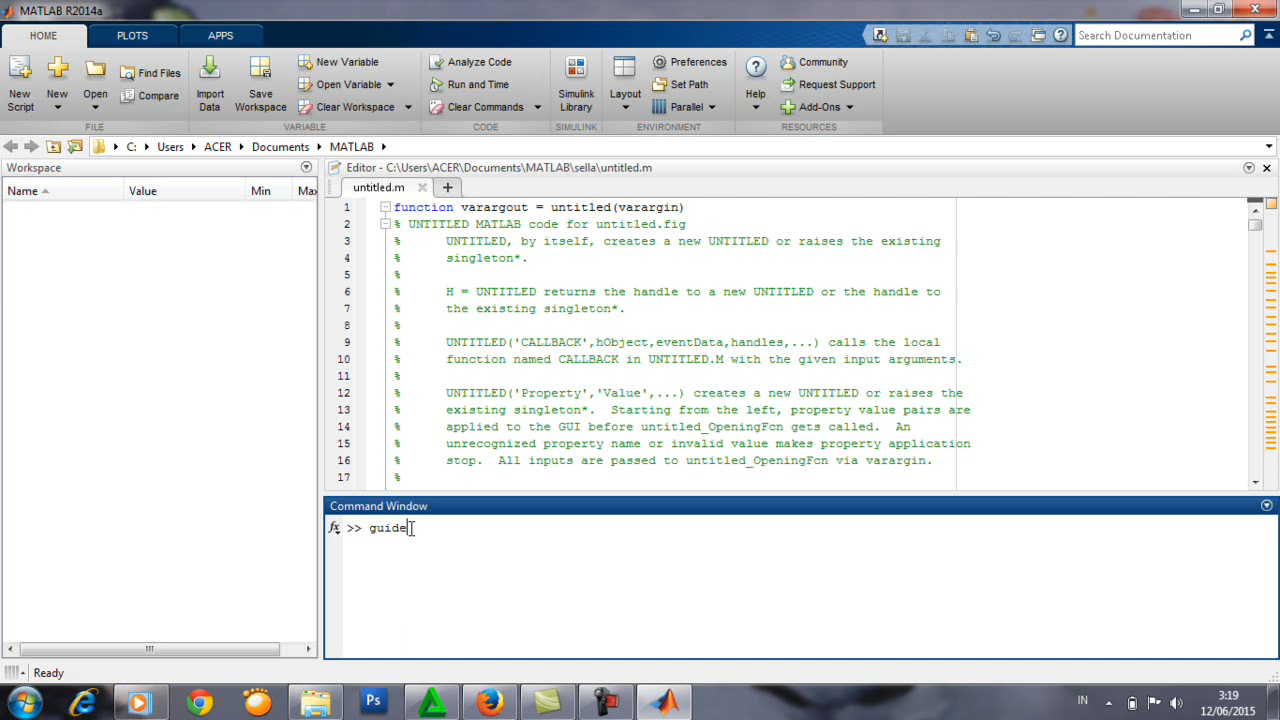 MATLAB R2014a
HOME PLOTS APPS
Search Documentation
New Script
New
Open
Find Files
Compare
FILE
Import Data
Save Workspace
New Variable
Open Variable
Clear Workspace
VARIABLE
Analyze Code
Run and Time
Clear Commands
CODE
Simulink Library
SIMULINK
Layout
Preferences
Set Path
Parallel
ENVIRONMENT
Help
Community
Request Support
Add-Ons
RESOURCES
C: Users ACER Documents MATLAB
Workspace
Name Value Min Max
Editor - C:\Users\ACER\Documents\MATLAB\sella\untitled.m
untitled.m
1 function varargout = untitled(varargin)
2 % UNTITLED MATLAB code for untitled.fig
3 % UNTITLED, by itself, creates a new UNTITLED or raises the existing
4 % singleton*.
5 %
6 % H = UNTITLED returns the handle to a new UNTITLED or the handle to
7 % the existing singleton*.
8 %
9 % UNTITLED('CALLBACK',hObject,eventData,handles,...) calls the local
10 % function named CALLBACK in UNTITLED.M with the given input arguments.
11 %
12 % UNTITLED('Property','Value',...) creates a new UNTITLED or raises the
13 % existing singleton*. Starting from the left, property value pairs are
14 % applied to the GUI before untitled_OpeningFcn gets called. An
15 % unrecognized property name or invalid value makes property application
16 % stop. All inputs are passed to untitled_OpeningFcn via varargin.
17 %
Command Window
fx >> guide
Ready
Ps
IN
3:19
12/06/2015